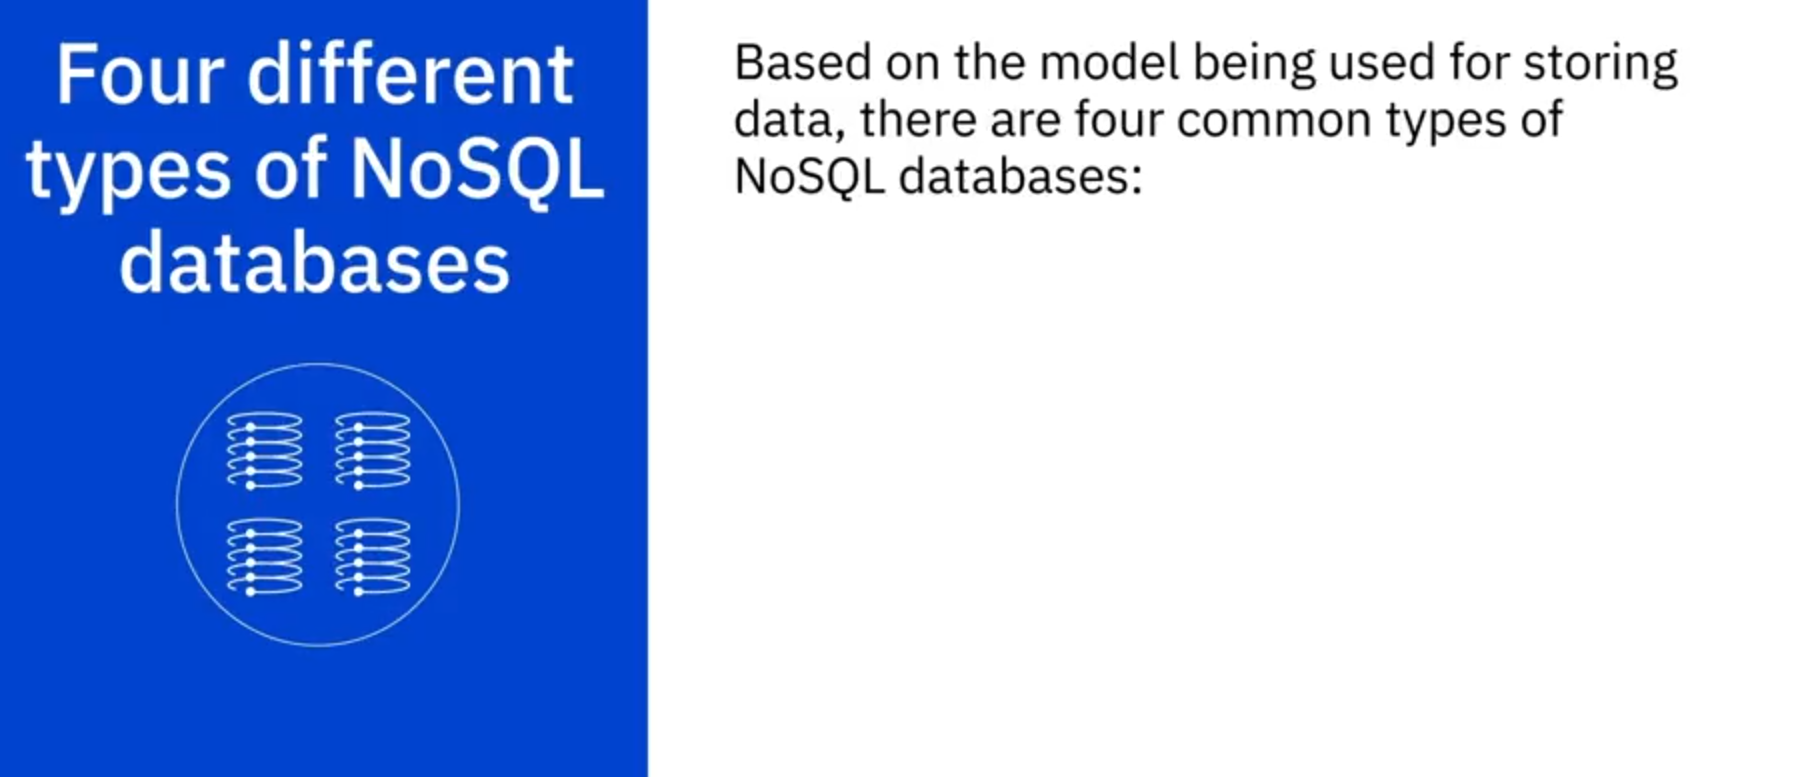 Four different
types of NoSQL
databases
Based on the model being used for storing
data, there are four common types of
NoSQL databases: